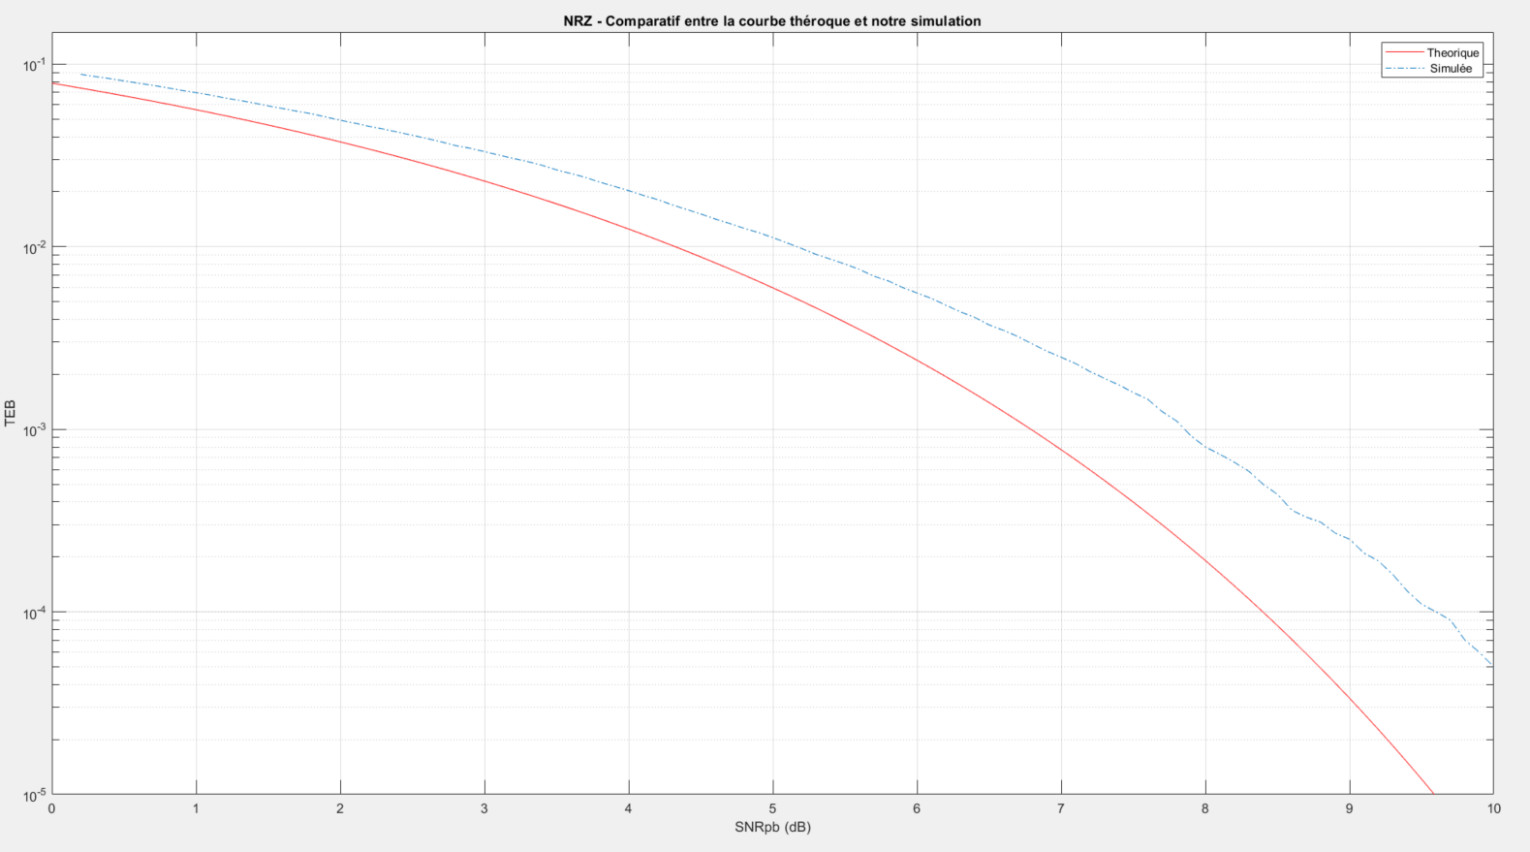 NRZ - Comparatif entre la courbe théroque et notre simulation
Theorique
Simulée
10-1
10-2
10-3
10-4
10-5
TEB
0 1 2 3 4 5 6 7 8 9 10
SNRpb (dB)